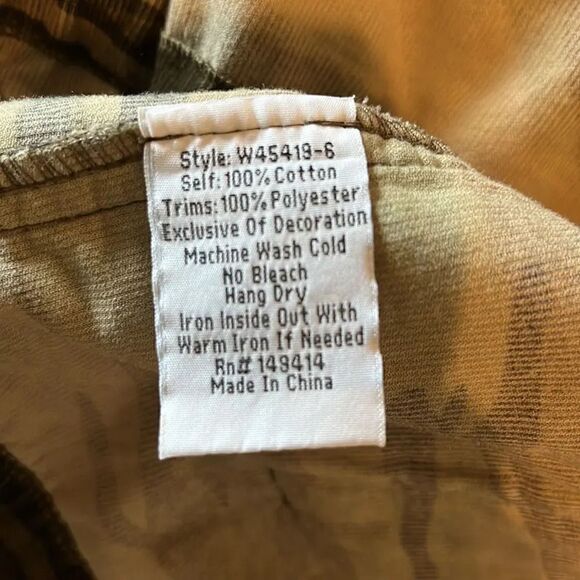 Style: W45419-6
Self: 100% Cotton
Trims: 100% Polyester
Exclusive Of Decoration
Machine Wash Cold
No Bleach
Hang Dry
Iron Inside Out With
Warm Iron If Needed
Rn# 149414
Made In China